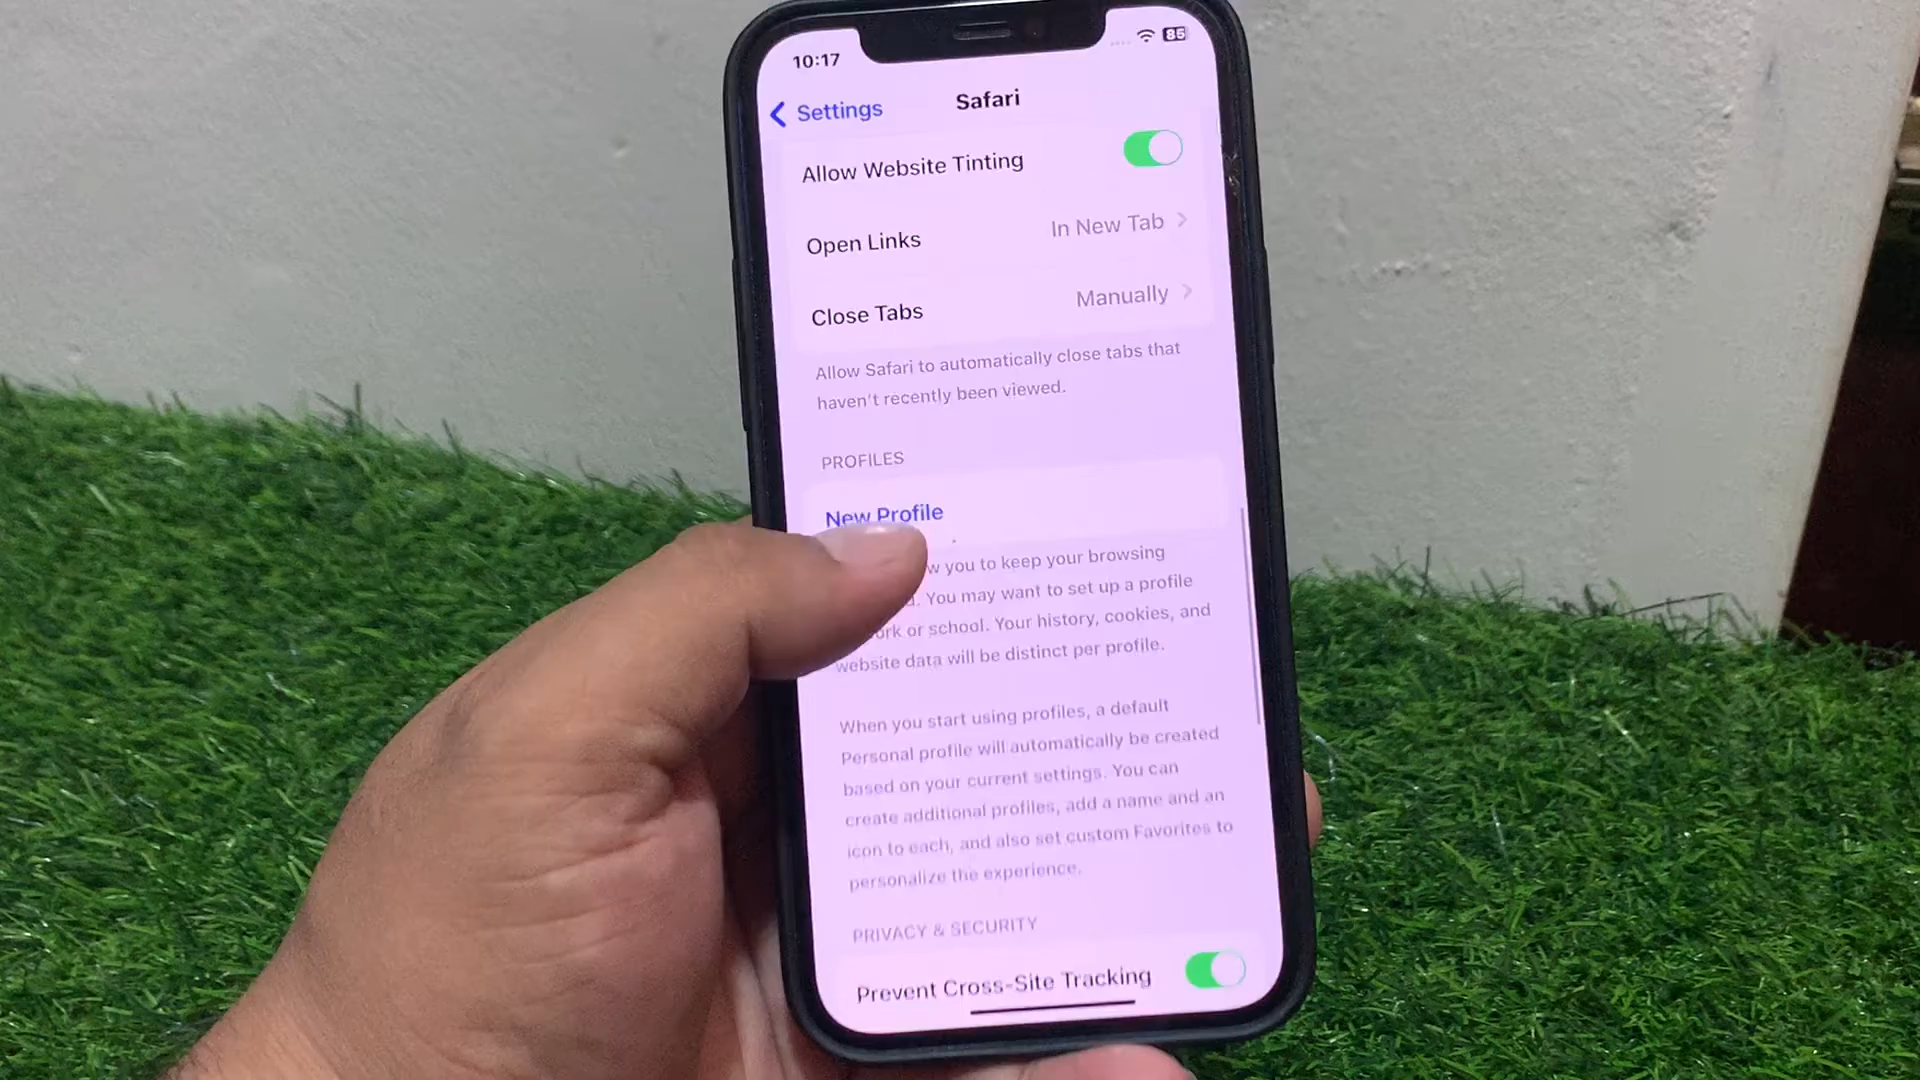 10:17
85
Settings
Safari
Allow Website Tinting
Open Links
In New Tab
Close Tabs
Manually
Allow Safari to automatically close tabs that
haven't recently been viewed.
PROFILES
New Profile
you to keep your browsing
You may want to set up a profile
or school. Your history, cookies, and
website data will be distinct per profile.
When you start using profiles, a default
Personal profile will automatically be created
based on your current settings. You can
create additional profiles, add a name and an
icon to each, and also set custom Favorites to
personalize the experience.
PRIVACY & SECURITY
Prevent Cross-Site Tracking